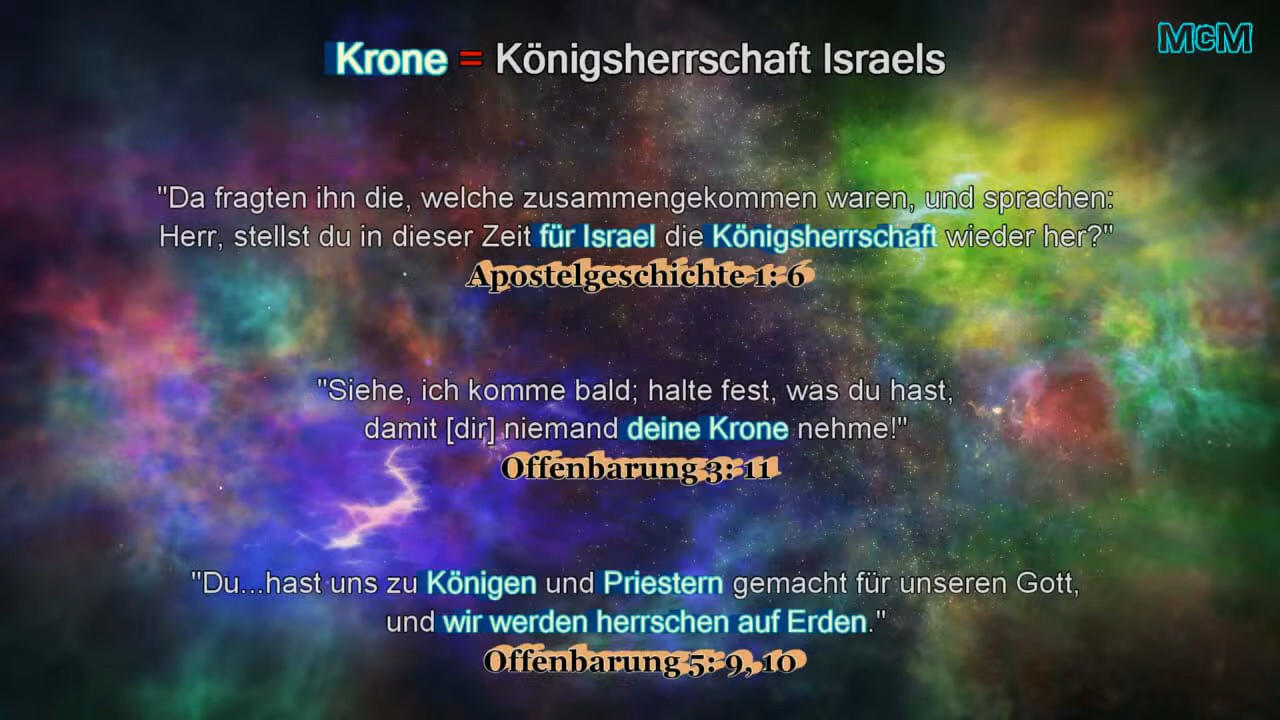 McM
Krone = Königsherrschaft Israels
"Da fragten ihn die, welche zusammengekommen waren, und sprachen:
Herr, stellst du in dieser Zeit für Israel die Königsherrschaft wieder her?"
Apostelgeschichte 1: 6
"Siehe, ich komme bald; halte fest, was du hast,
damit [dir] niemand deine Krone nehme!"
Offenbarung 3: 11
"Du...hast uns zu Königen und Priestern gemacht für unseren Gott,
und wir werden herrschen auf Erden."
Offenbarung 5: 9, 10